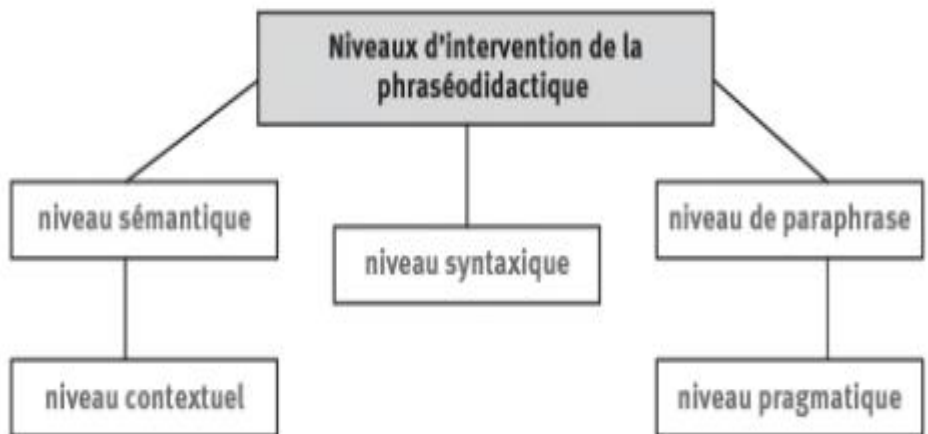 Niveaux d'intervention de la
phraséodidactique
niveau sémantique
niveau syntaxique
niveau de paraphrase
niveau contextuel
niveau pragmatique